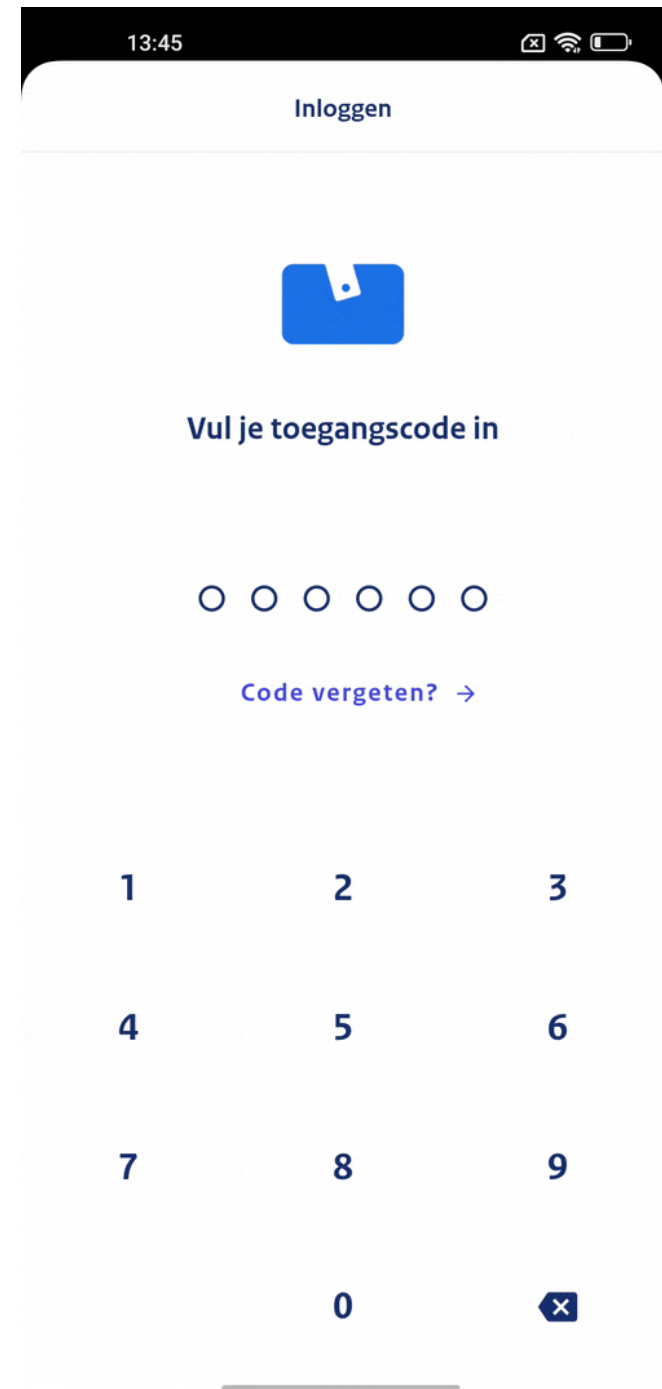 13:45
Inloggen
Vul je toegangscode in
Code vergeten? →
1 2 3
4 5 6
7 8 9
0